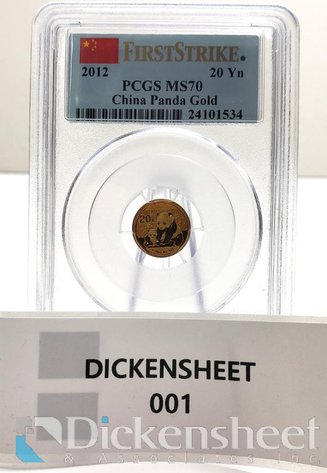 FIRSTSTRIKE®
2012 20 Yn
PCGS MS70
China Panda Gold
24101534
20
DICKENSHEET
001
Dickensheet
& Associates Inc